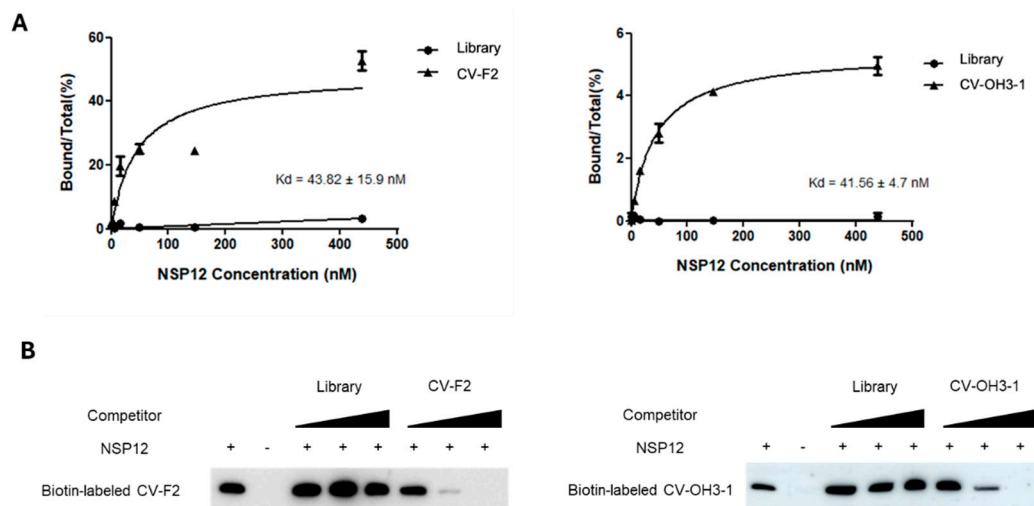 A
60
40
20
0
Bound/Total(%)
Library
CV-F2
Kd = 43.82 ± 15.9 nM
0 100 200 300 400 500
NSP12 Concentration (nM)
6
4
2
0
Bound/Total(%)
Library
CV-OH3-1
Kd = 41.56 ± 4.7 nM
0 100 200 300 400 500
NSP12 Concentration (nM)
B
Library CV-F2
Competitor
NSP12 + - + + + + + +
Biotin-labeled CV-F2
Library CV-OH3-1
Competitor
NSP12 + - + + + + + +
Biotin-labeled CV-OH3-1